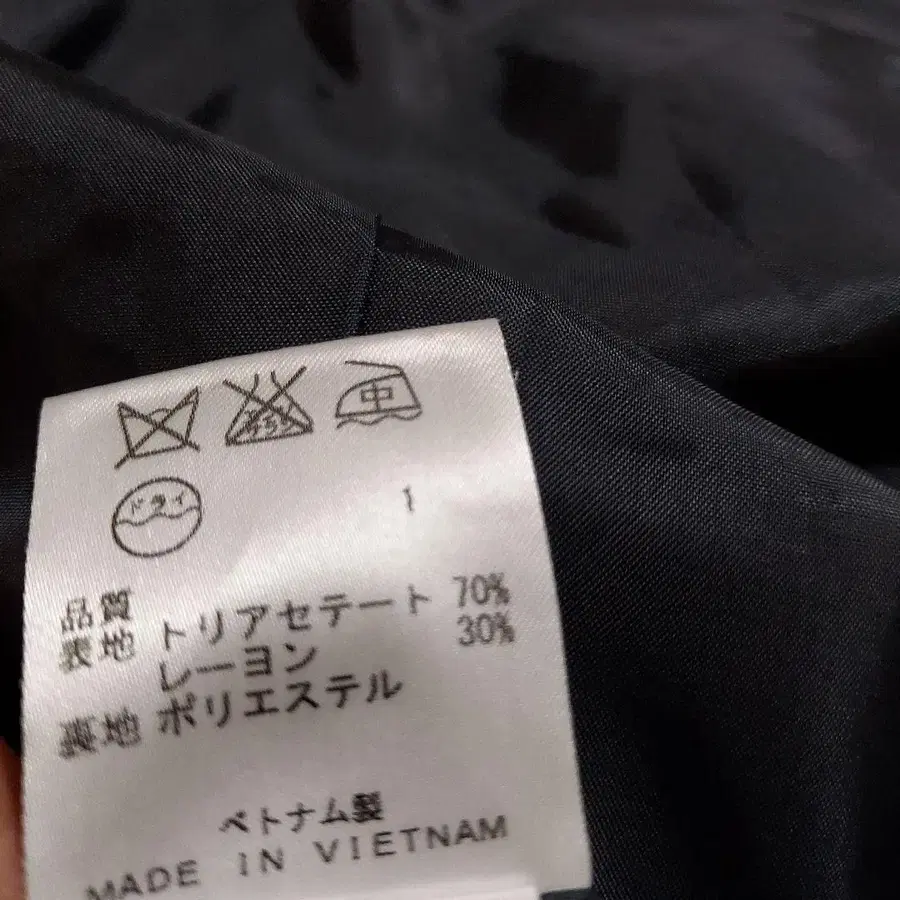 中
ドライ 1
品質
表地 トリアセテート 70%
レーヨン 30%
裏地 ポリエステル
ベトナム製
MADE IN VIETNAM